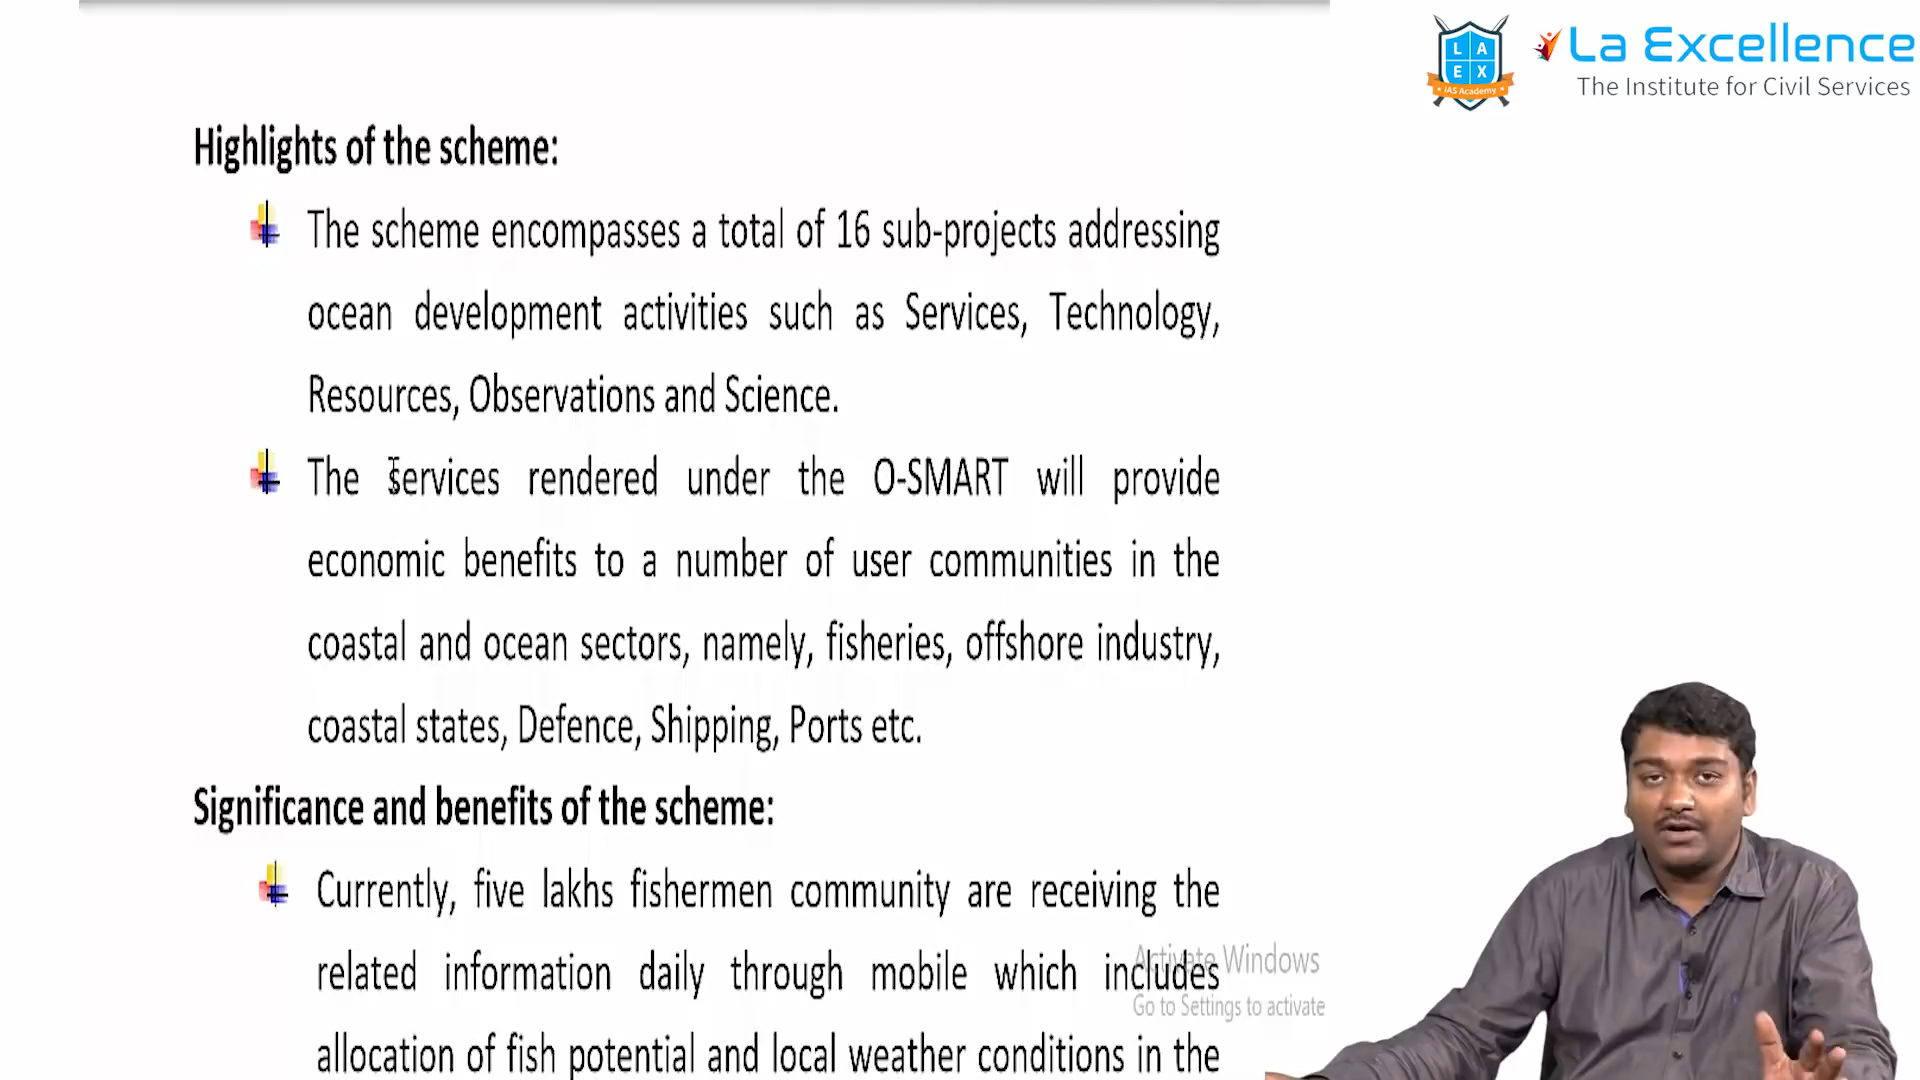 LA
EX
IAS Academy
La Excellence
The Institute for Civil Services
Highlights of the scheme:
The scheme encompasses a total of 16 sub-projects addressing
ocean development activities such as Services, Technology,
Resources, Observations and Science.
The Services rendered under the O-SMART will provide
economic benefits to a number of user communities in the
coastal and ocean sectors, namely, fisheries, offshore industry,
coastal states, Defence, Shipping, Ports etc.
Significance and benefits of the scheme:
Currently, five lakhs fishermen community are receiving the
related information daily through mobile which includes
allocation of fish potential and local weather conditions in the
Activate Windows
Go to Settings to activate